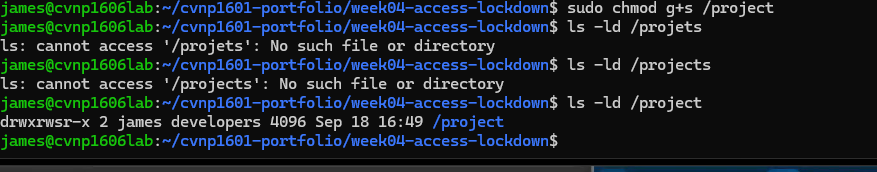 james@cvnp1606lab:~/cvnp1601-portfolio/week04-access-lockdown$ sudo chmod g+s /project
james@cvnp1606lab:~/cvnp1601-portfolio/week04-access-lockdown$ ls -ld /projets
ls: cannot access '/projets': No such file or directory
james@cvnp1606lab:~/cvnp1601-portfolio/week04-access-lockdown$ ls -ld /projects
ls: cannot access '/projects': No such file or directory
james@cvnp1606lab:~/cvnp1601-portfolio/week04-access-lockdown$ ls -ld /project
drwxrwsr-x 2 james developers 4096 Sep 18 16:49 /project
james@cvnp1606lab:~/cvnp1601-portfolio/week04-access-lockdown$